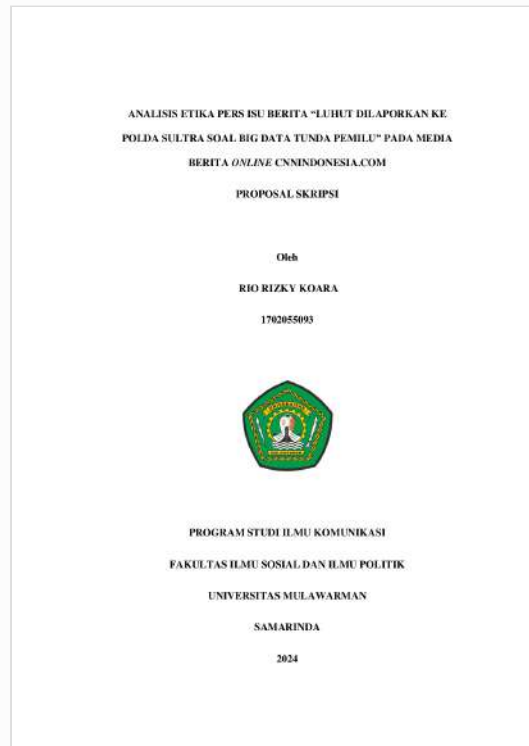 ANALISIS ETIKA PERS ISU BERITA “LUHUT DILAPORKAN KE
POLDA SULTRA SOAL BIG DATA TUNDA PEMILU” PADA MEDIA
BERITA ONLINE CNNINDONESIA.COM
PROPOSAL SKRIPSI
Oleh
RIO RIZKY KOARA
1702055093
PROGRAM STUDI ILMU KOMUNIKASI
FAKULTAS ILMU SOSIAL DAN ILMU POLITIK
UNIVERSITAS MULAWARMAN
SAMARINDA
2024